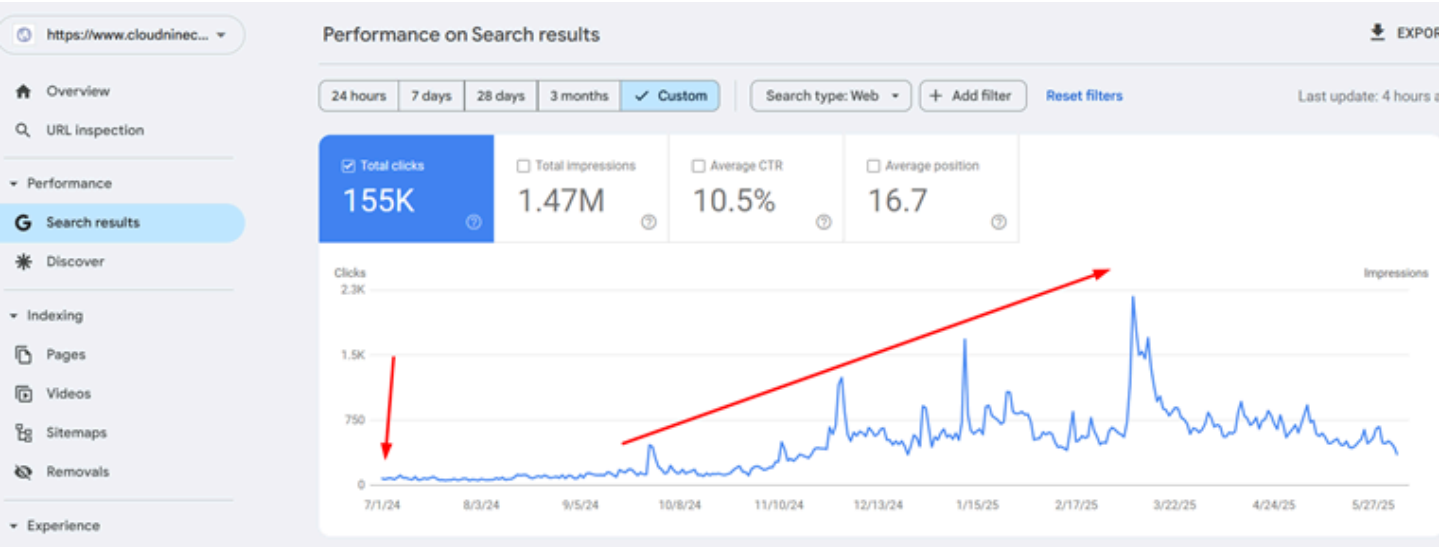 https://www.cloudninec...
Performance on Search results
EXPOR
Overview
URL inspection
Performance
Search results
Discover
Indexing
Pages
Videos
Sitemaps
Removals
Experience
24 hours
7 days
28 days
3 months
Custom
Search type: Web
Add filter
Reset filters
Last update: 4 hours a
Total clicks
155K
Total impressions
1.47M
Average CTR
10.5%
Average position
16.7
Clicks
Impressions
2.3K
1.5K
750
0
7/1/24
8/3/24
9/5/24
10/8/24
11/10/24
12/13/24
1/15/25
2/17/25
3/22/25
4/24/25
5/27/25